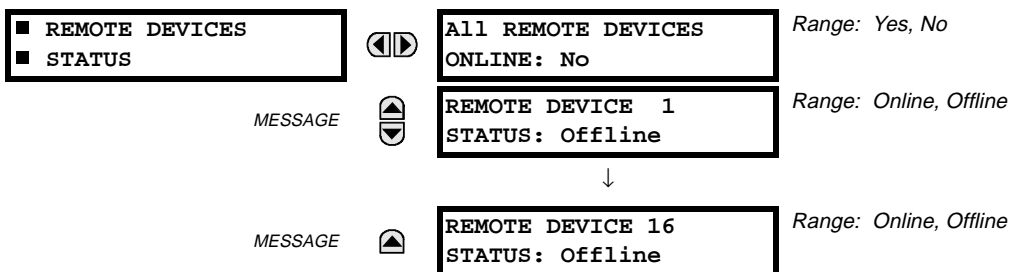 ■ REMOTE DEVICES
■ STATUS
All REMOTE DEVICES
ONLINE: No
Range: Yes, No
MESSAGE
REMOTE DEVICE 1
STATUS: Offline
Range: Online, Offline
↓
MESSAGE
REMOTE DEVICE 16
STATUS: Offline
Range: Online, Offline